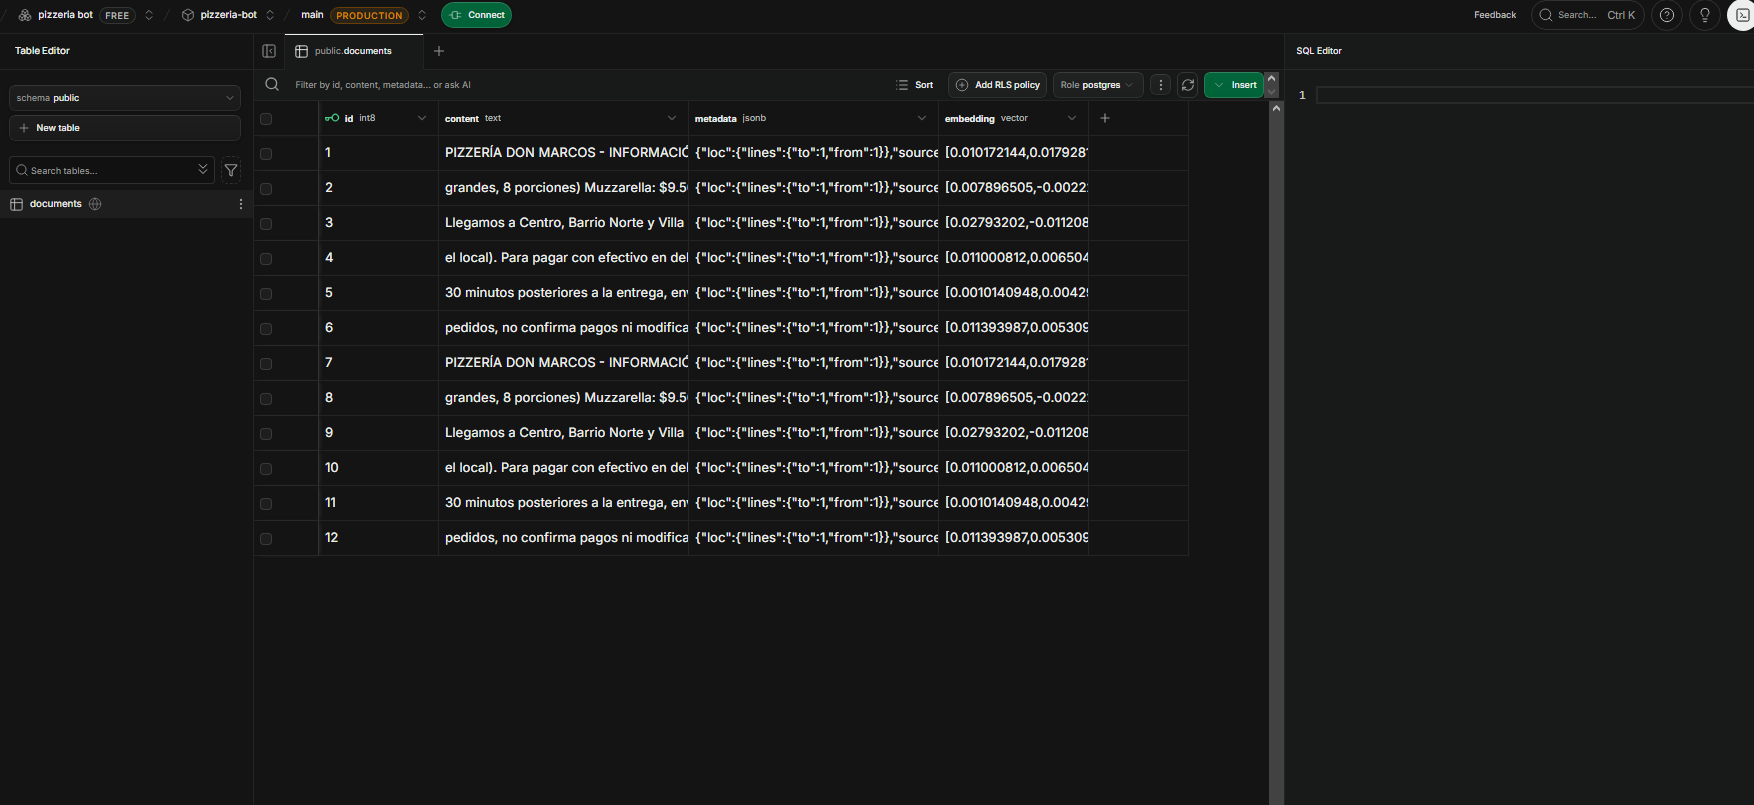 pizzeria bot FREE / pizzeria-bot / main PRODUCTION Connect Feedback Search... Ctrl K
Table Editor
public.documents
SQL Editor
schema public
New table
Search tables...
documents
Filter by id, content, metadata... or ask AI
Sort
Add RLS policy
Role postgres
Insert
1
id int8 content text metadata jsonb embedding vector
1 PIZZERÍA DON MARCOS - INFORMACIÓ {"loc":{"lines":{"to":1,"from":1}},"source [0.010172144,0.017928
2 grandes, 8 porciones) Muzzarella: $9.5 {"loc":{"lines":{"to":1,"from":1}},"source [0.007896505,-0.0022
3 Llegamos a Centro, Barrio Norte y Villa {"loc":{"lines":{"to":1,"from":1}},"source [0.02793202,-0.011208
4 el local). Para pagar con efectivo en del {"loc":{"lines":{"to":1,"from":1}},"source [0.011000812,0.006504
5 30 minutos posteriores a la entrega, env {"loc":{"lines":{"to":1,"from":1}},"source [0.0010140948,0.0042
6 pedidos, no confirma pagos ni modifica {"loc":{"lines":{"to":1,"from":1}},"source [0.011393987,0.005309
7 PIZZERÍA DON MARCOS - INFORMACIÓ {"loc":{"lines":{"to":1,"from":1}},"source [0.010172144,0.017928
8 grandes, 8 porciones) Muzzarella: $9.5 {"loc":{"lines":{"to":1,"from":1}},"source [0.007896505,-0.0022
9 Llegamos a Centro, Barrio Norte y Villa {"loc":{"lines":{"to":1,"from":1}},"source [0.02793202,-0.011208
10 el local). Para pagar con efectivo en del {"loc":{"lines":{"to":1,"from":1}},"source [0.011000812,0.006504
11 30 minutos posteriores a la entrega, env {"loc":{"lines":{"to":1,"from":1}},"source [0.0010140948,0.0042
12 pedidos, no confirma pagos ni modifica {"loc":{"lines":{"to":1,"from":1}},"source [0.011393987,0.005309